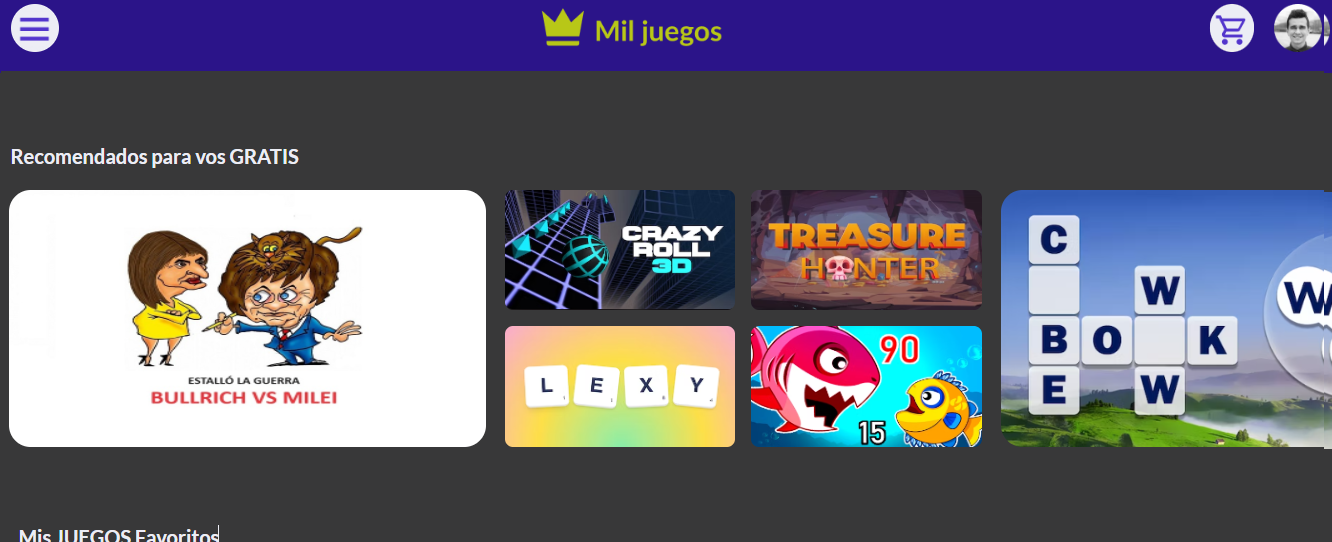 Mil juegos
Recomendados para vos GRATIS
ESTALLÓ LA GUERRA
BULLRICH VS MILEI
CRAZY
ROLL
3D
TREASURE
HUNTER
L E X Y
90
15
C
W
B O K
E W
W
Mis JUEGOS Favoritos